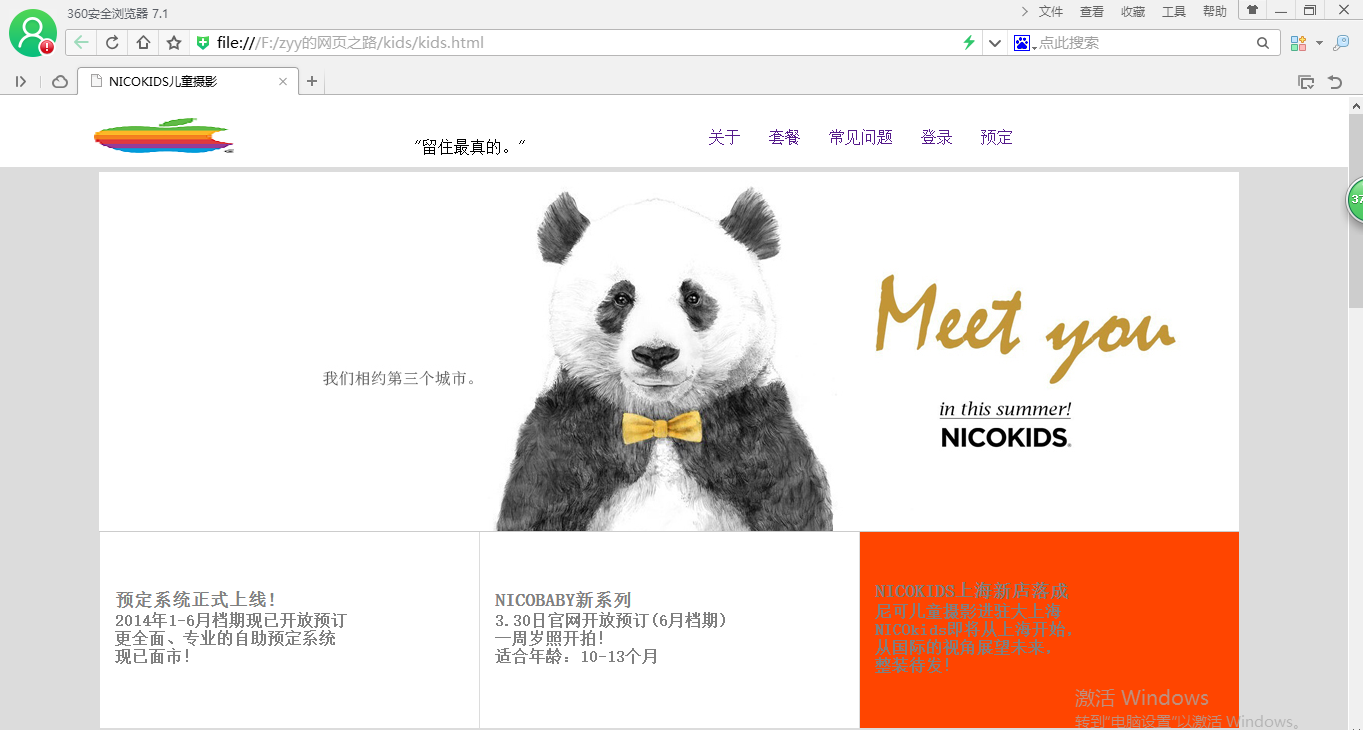 360安全浏览器 7.1
文件 查看 收藏 工具 帮助
file:///F:/zyy的网页之路/kids/kids.html
点此搜索
NICOKIDS儿童摄影
"留住最真的。"
关于 套餐 常见问题 登录 预定
37
我们相约第三个城市。
Meet you
in this summer!
NICOKIDS
预定系统正式上线!
2014年1-6月档期现已开放预订
更全面、专业的自助预定系统
现已面市!
NICOBABY新系列
3.30日官网开放预订(6月档期)
一周岁照开拍!
适合年龄: 10-13个月
NICOKIDS上海新店落成
尼可儿童摄影进驻大上海
NICOkids即将从上海开始,
从国际的视角展望未来,
整装待发!
激活 Windows
转到"电脑设置"以激活 Windows。